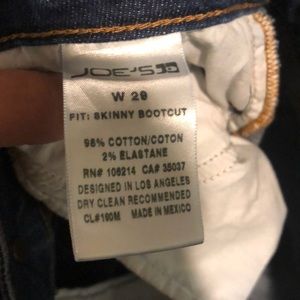 JOE'S
W 29
FIT: SKINNY BOOTCUT
98% COTTON/COTON
2% ELASTANE
RN# 106214 CA# 35037
DESIGNED IN LOS ANGELES
DRY CLEAN RECOMMENDED
CL#190M MADE IN MEXICO